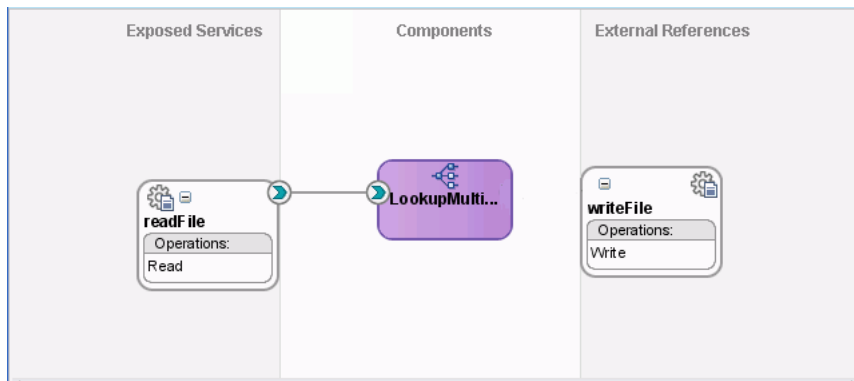 Exposed Services
Components
External References
readFile
Operations:
Read
LookupMulti...
writeFile
Operations:
Write